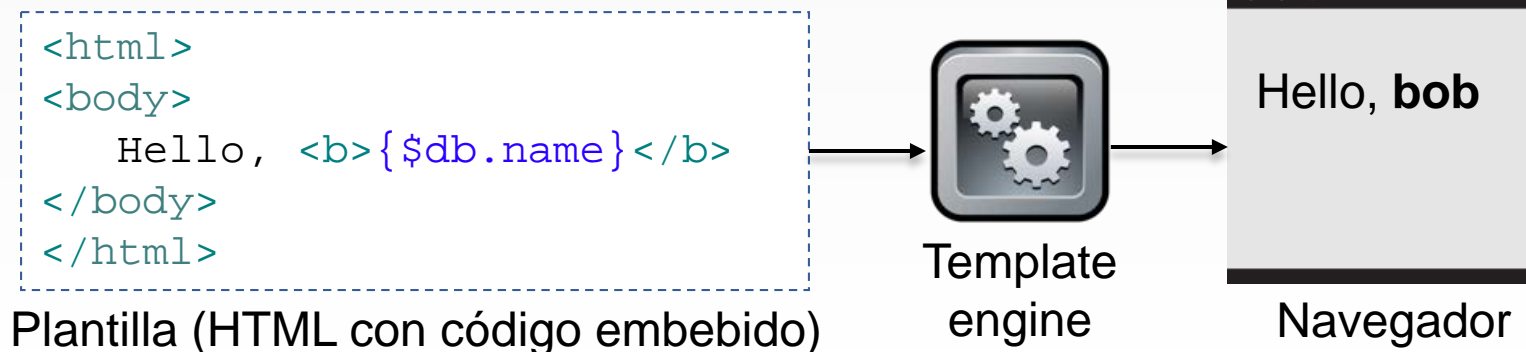 <html>
<body>
Hello, <b>{$db.name}</b>
</body>
</html>
Plantilla (HTML con código embebido)
Template
engine
Hello, bob
Navegador